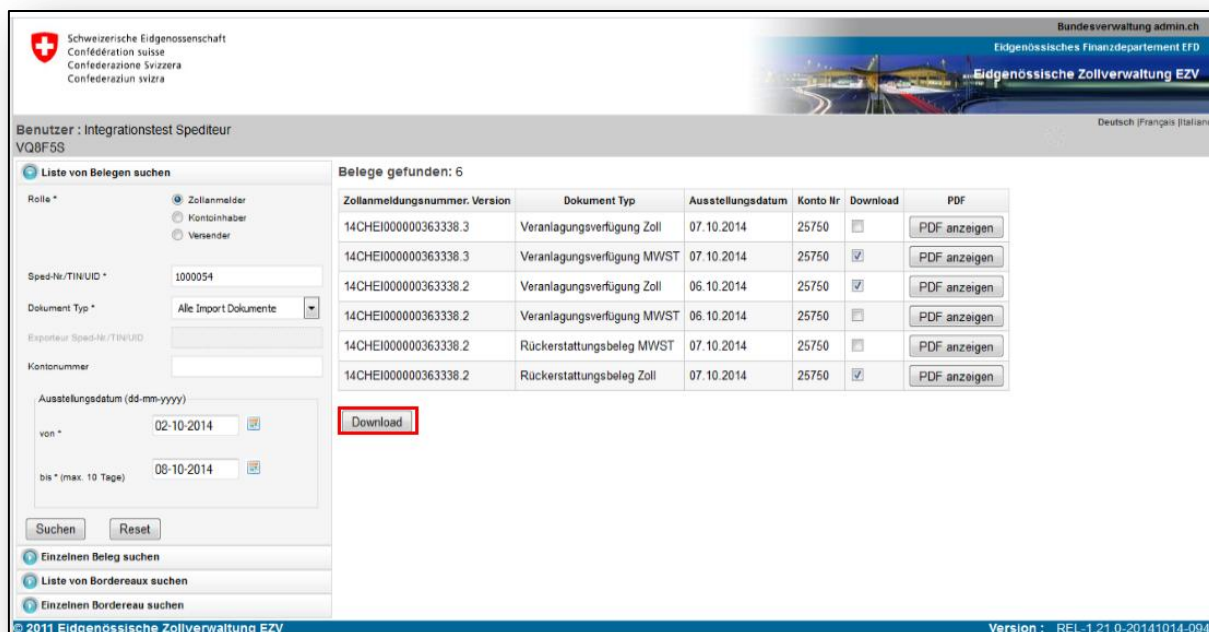 Schweizerische Eidgenossenschaft
Confédération suisse
Confederazione Svizzera
Confederaziun svizra
Bundesverwaltung admin.ch
Eidgenössisches Finanzdepartement EFD
Eidgenössische Zollverwaltung EZV
Deutsch |Français |Italiano
Benutzer : Integrationstest Spediteur
VQ8F5S
Liste von Belegen suchen
Rolle *
Zollanmelder
Kontoinhaber
Versender
Sped-Nr./TIN/UID * 1000054
Dokument Typ * Alle Import Dokumente
Exporteur Sped-Nr./TIN/UID
Kontonummer
Ausstellungsdatum (dd-mm-yyyy)
von * 02-10-2014
bis * (max. 10 Tage) 08-10-2014
Suchen Reset
Einzelnen Beleg suchen
Liste von Bordereaux suchen
Einzelnen Bordereau suchen
Belege gefunden: 6
Zollanmeldungsnummer. Version Dokument Typ Ausstellungsdatum Konto Nr Download PDF
14CHEI000000363338.3 Veranlagungsverfügung Zoll 07.10.2014 25750 PDF anzeigen
14CHEI000000363338.3 Veranlagungsverfügung MWST 07.10.2014 25750 PDF anzeigen
14CHEI000000363338.2 Veranlagungsverfügung Zoll 06.10.2014 25750 PDF anzeigen
14CHEI000000363338.2 Veranlagungsverfügung MWST 06.10.2014 25750 PDF anzeigen
14CHEI000000363338.2 Rückerstattungsbeleg MWST 07.10.2014 25750 PDF anzeigen
14CHEI000000363338.2 Rückerstattungsbeleg Zoll 07.10.2014 25750 PDF anzeigen
Download
© 2011 Eidgenössische Zollverwaltung EZV
Version : REL-1.21.0-20141014-094